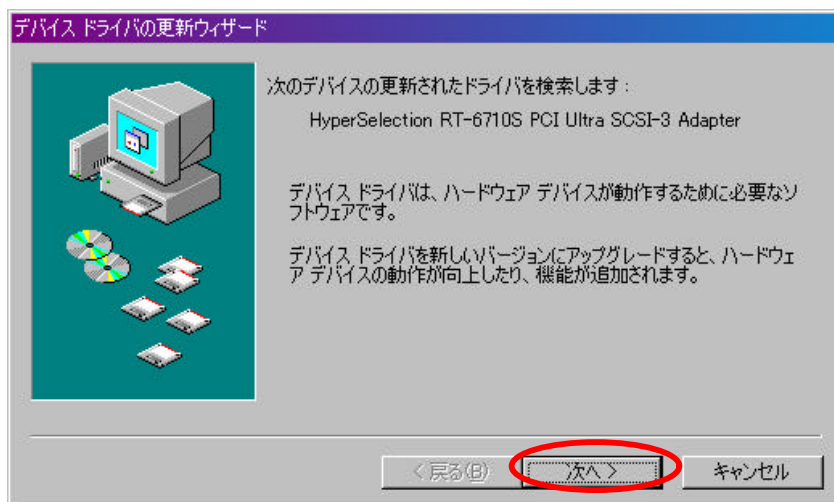 デバイス ドライバの更新ウィザード
次のデバイスの更新されたドライバを検索します：
HyperSelection RT-6710S PCI Ultra SCSI-3 Adapter
デバイス ドライバは、ハードウェア デバイスが動作するために必要なソ
フトウェアです。
デバイス ドライバを新しいバージョンにアップグレードすると、ハードウェ
ア デバイスの動作が向上したり、機能が追加されます。
< 戻る(B)
次へ >
キャンセル